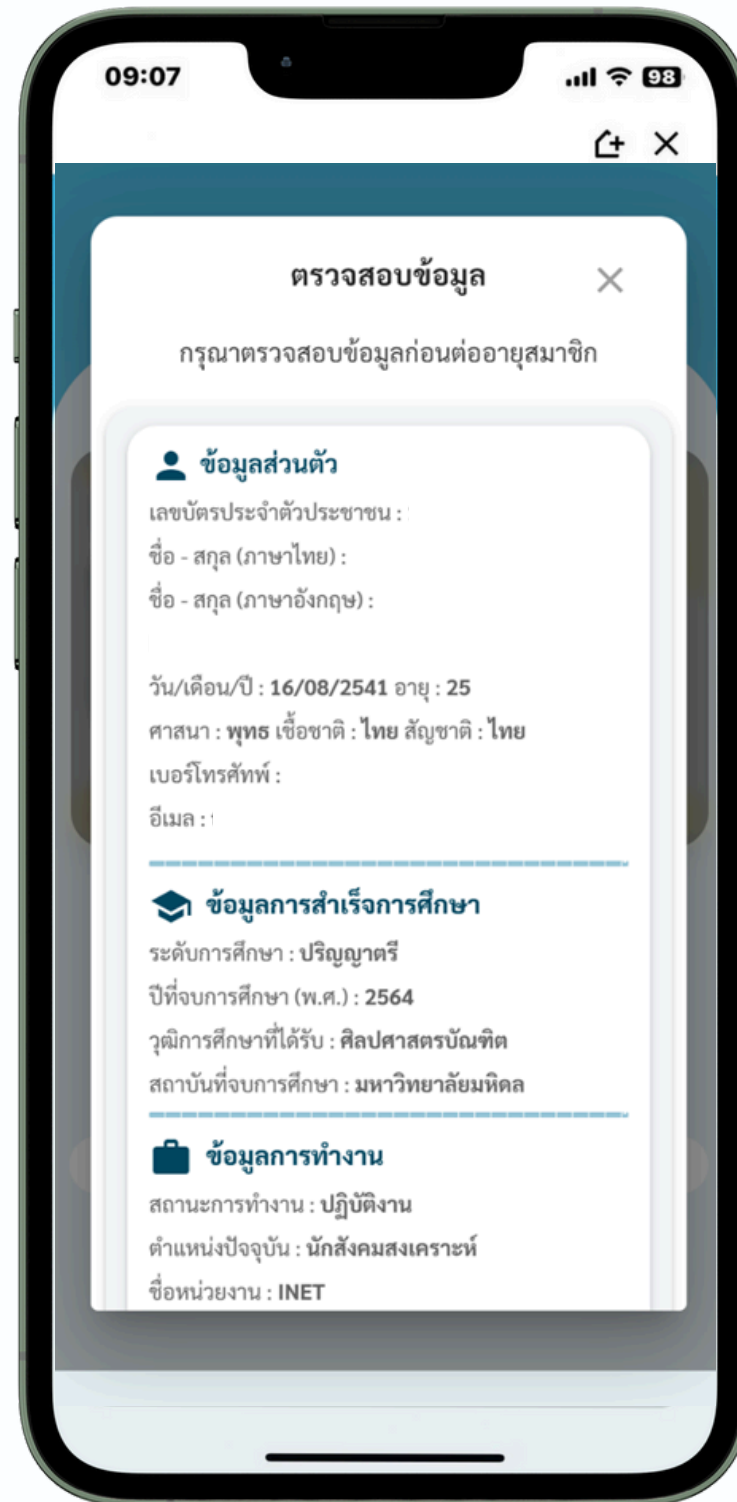 09:07
98
ตรวจสอบข้อมูล
กรุณาตรวจสอบข้อมูลก่อนต่ออายุสมาชิก
ข้อมูลส่วนตัว
เลขบัตรประจำตัวประชาชน :
ชื่อ - สกุล (ภาษาไทย) :
ชื่อ - สกุล (ภาษาอังกฤษ) :
วัน/เดือน/ปี : 16/08/2541 อายุ : 25
ศาสนา : พุทธ เชื้อชาติ : ไทย สัญชาติ : ไทย
เบอร์โทรศัทพ์ :
อีเมล :
ข้อมูลการสำเร็จการศึกษา
ระดับการศึกษา : ปริญญาตรี
ปีที่จบการศึกษา (พ.ศ.) : 2564
วุฒิการศึกษาที่ได้รับ : ศิลปศาสตรบัณฑิต
สถาบันที่จบการศึกษา : มหาวิทยาลัยมหิดล
ข้อมูลการทำงาน
สถานะการทำงาน : ปฏิบัติงาน
ตำแหน่งปัจจุบัน : นักสังคมสงเคราะห์
ชื่อหน่วยงาน : INET